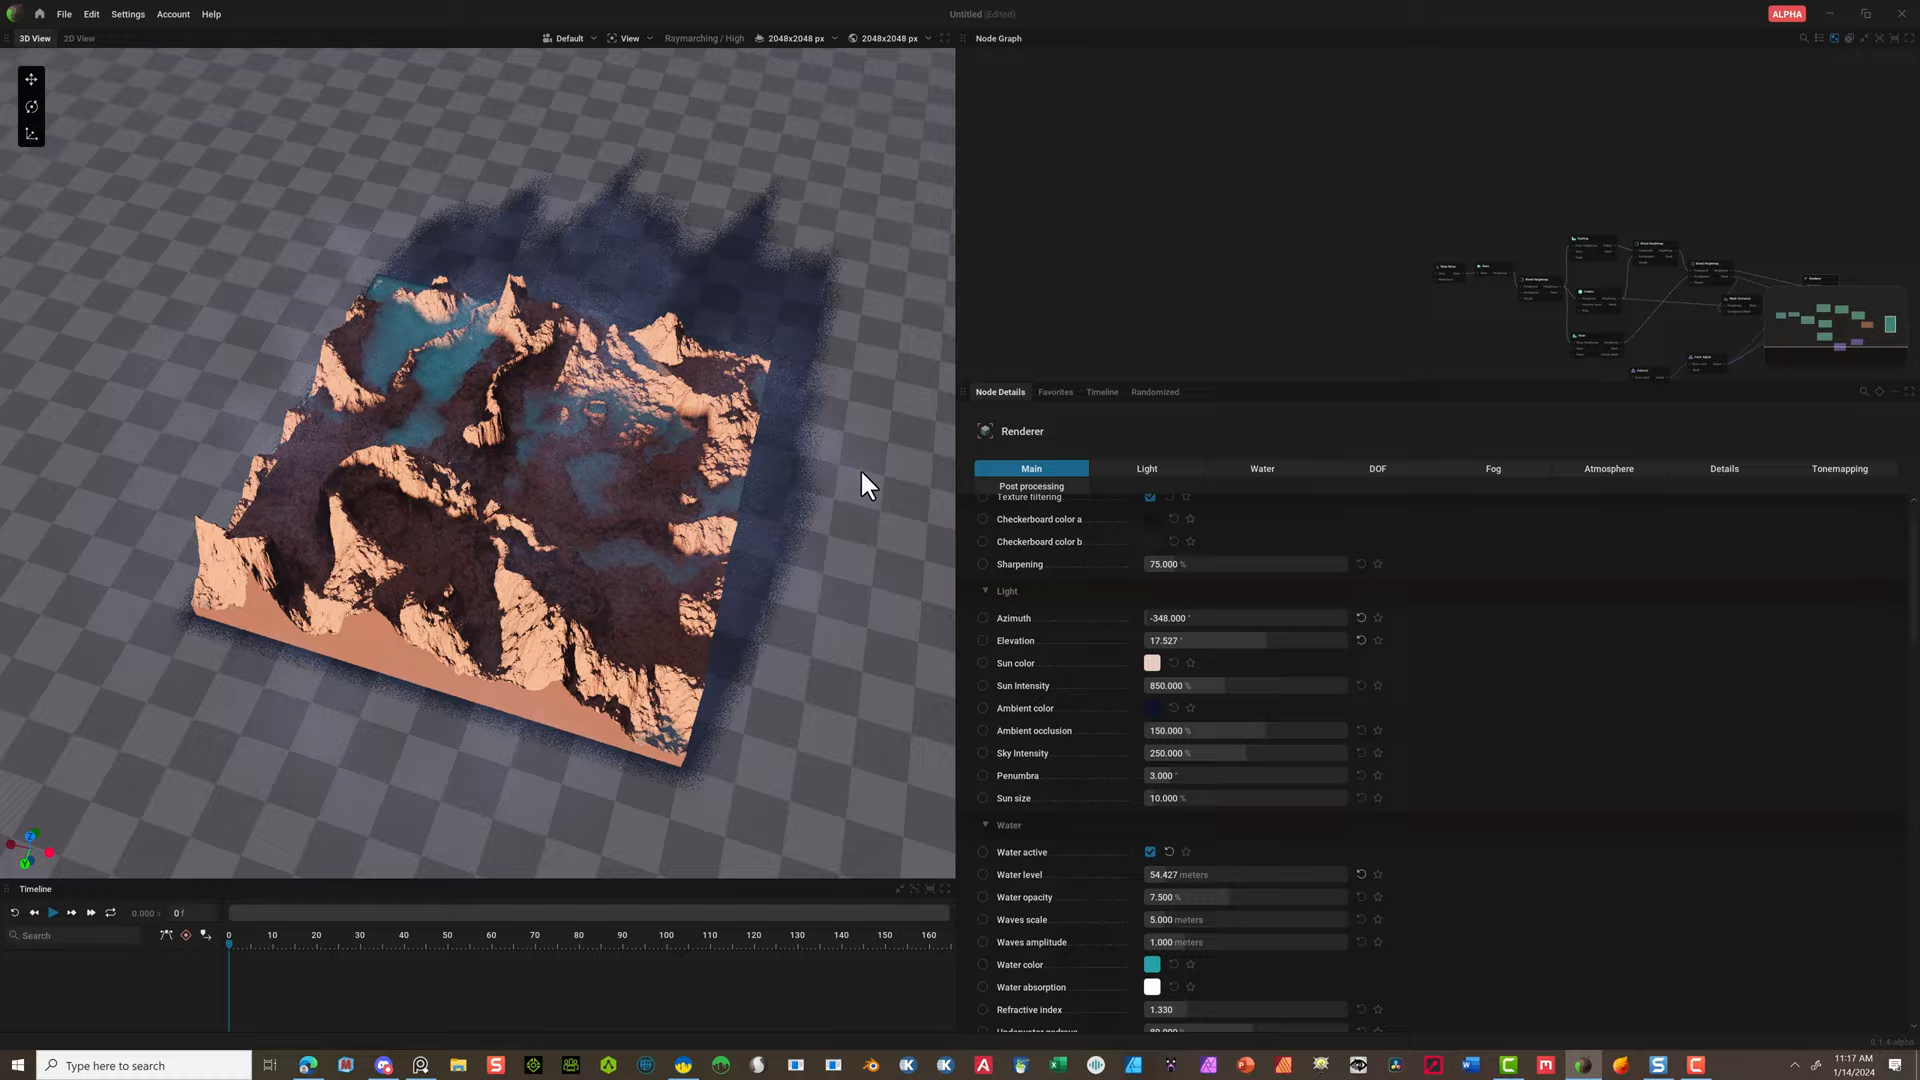 File Edit Settings Account Help
Untitled (Edited)
ALPHA
3D View 2D View
Default View Raymarching / High 2048x2048 px 2048x2048 px
Node Graph
Node Details Favorites Timeline Randomized
Renderer
Main Light Water DOF Fog Atmosphere Details Tonemapping
Post processing
Texture filtering
Checkerboard color a
Checkerboard color b
Sharpening 75.000 %
Light
Azimuth -348.000 °
Elevation 17.527 °
Sun color
Sun Intensity 850.000 %
Ambient color
Ambient occlusion 150.000 %
Sky Intensity 250.000 %
Penumbra 3.000 °
Sun size 10.000 %
Water
Water active
Water level 54.427 meters
Water opacity 7.500 %
Waves scale 5.000 meters
Waves amplitude 1.000 meters
Water color
Water absorption
Refractive index 1.330
Z
Y
Timeline
0.000 s 0 f
Search
0 10 20 30 40 50 60 70 80 90 100 110 120 130 140 150 160
0.1.4-alpha
Type here to search
11:17 AM
1/14/2024